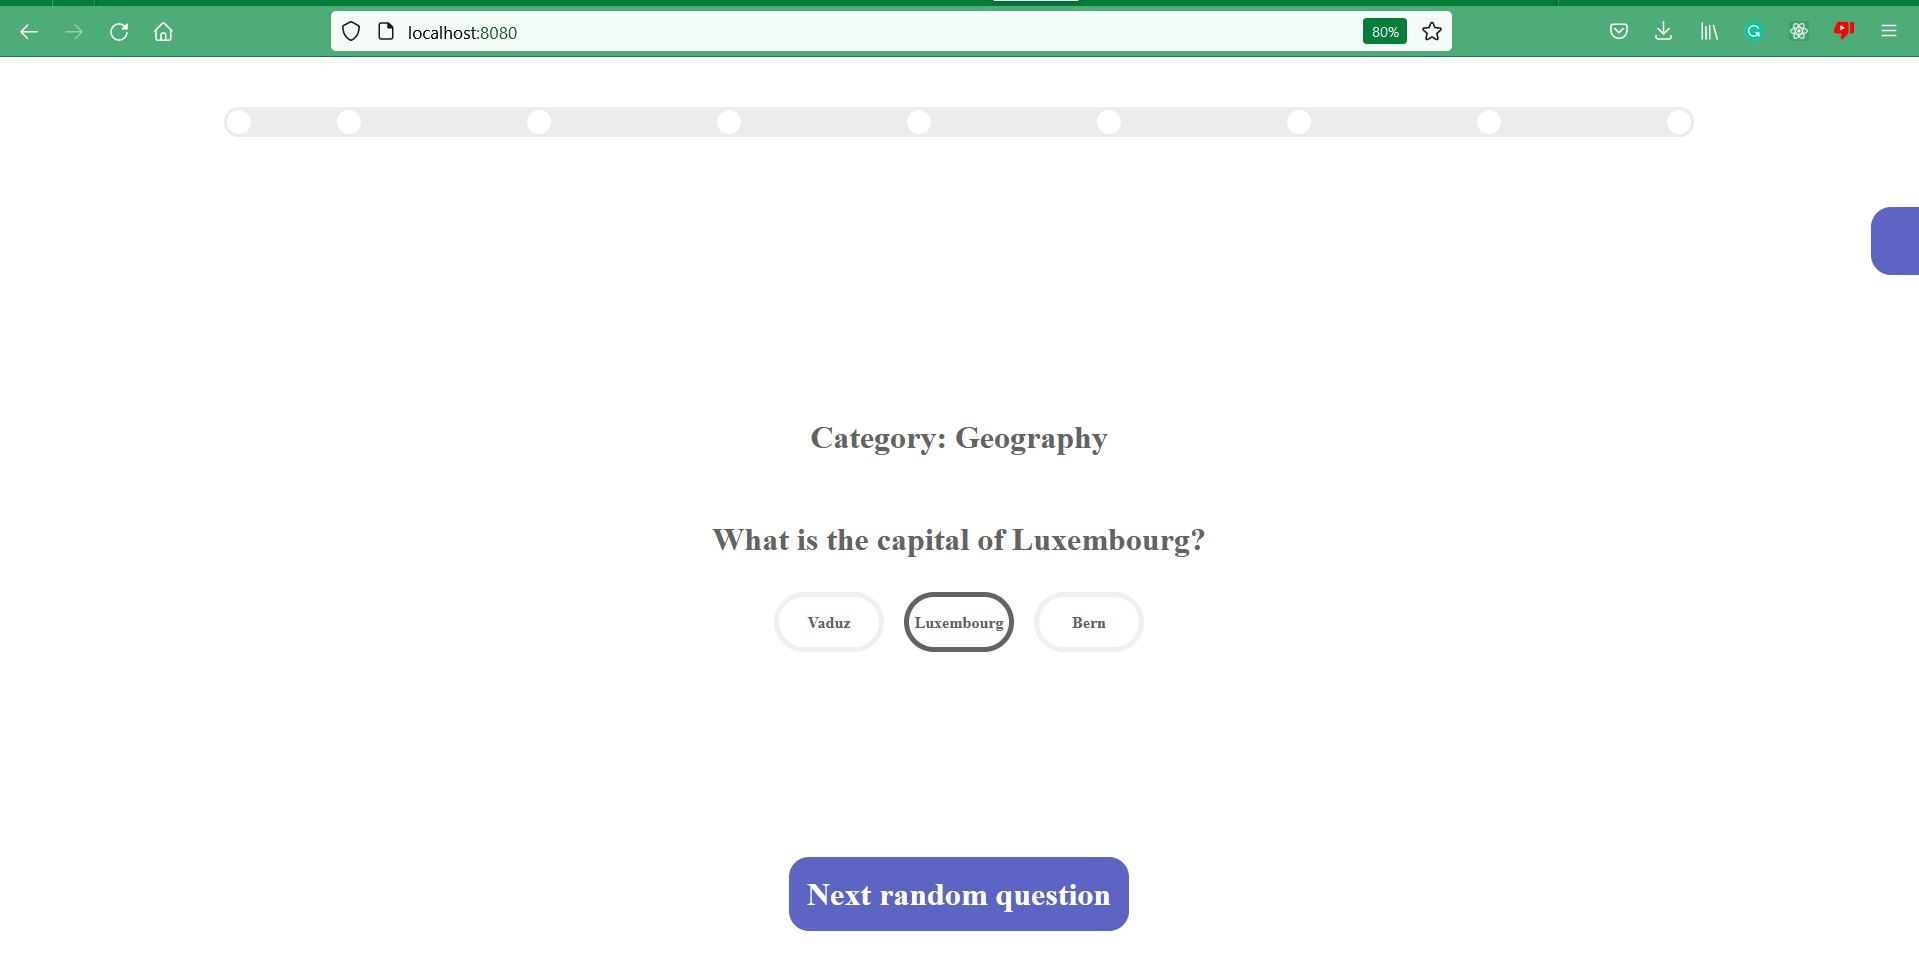 localhost:8080
80%
Category: Geography
What is the capital of Luxembourg?
Vaduz
Luxembourg
Bern
Next random question